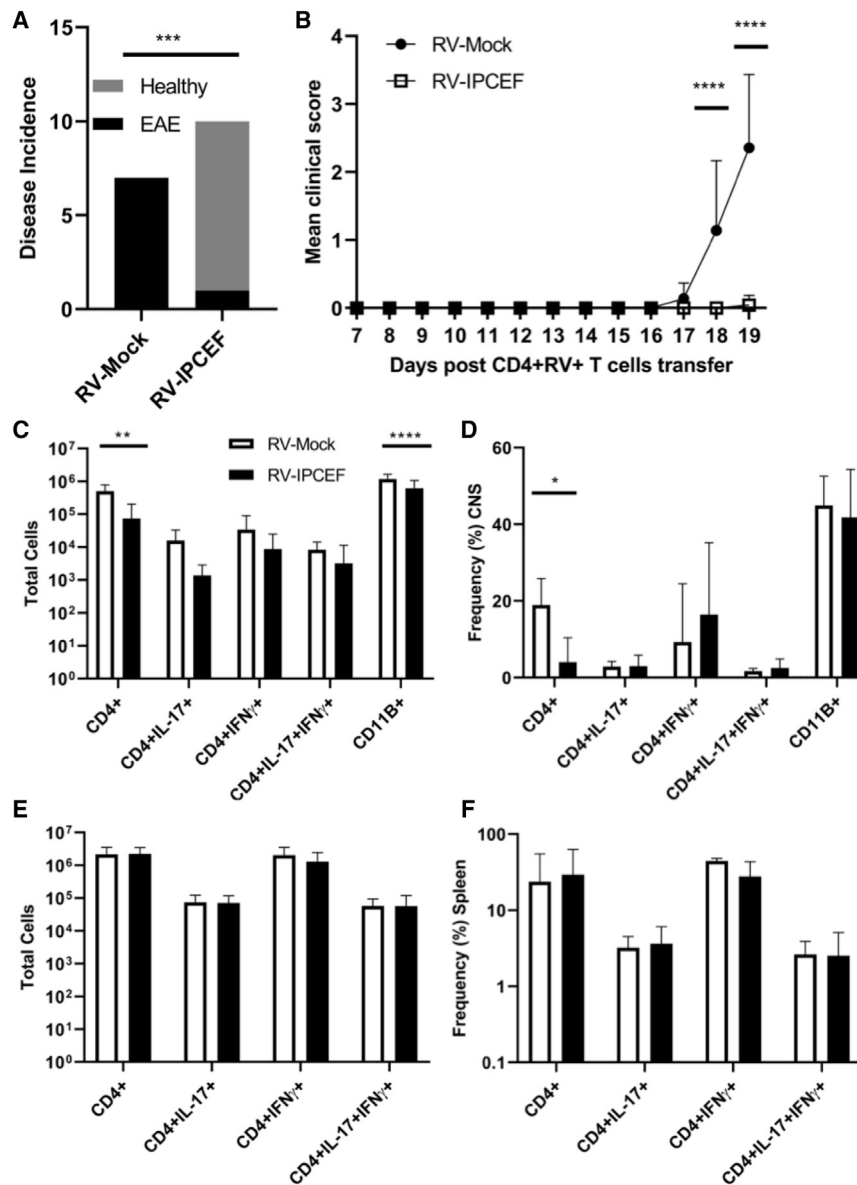 A
Disease Incidence
15
10
5
0
***
Healthy
EAE
RV-Mock
RV-IPCEF
B
Mean clinical score
4
3
2
1
0
RV-Mock
RV-IPCEF
****
****
7 8 9 10 11 12 13 14 15 16 17 18 19
Days post CD4+RV+ T cells transfer
C
Total Cells
10⁷
10⁶
10⁵
10⁴
10³
10²
10¹
10⁰
**
RV-Mock
RV-IPCEF
****
CD4+
CD4+IL-17+
CD4+IFNγ+
CD4+IL-17+IFNγ+
CD11B+
D
Frequency (%) CNS
60
40
20
0
*
CD4+
CD4+IL-17+
CD4+IFNγ+
CD4+IL-17+IFNγ+
CD11B+
E
Total Cells
10⁷
10⁶
10⁵
10⁴
10³
10²
10¹
10⁰
CD4+
CD4+IL-17+
CD4+IFNγ+
CD4+IL-17+IFNγ+
F
Frequency (%) Spleen
100
10
1
0.1
CD4+
CD4+IL-17+
CD4+IFNγ+
CD4+IL-17+IFNγ+